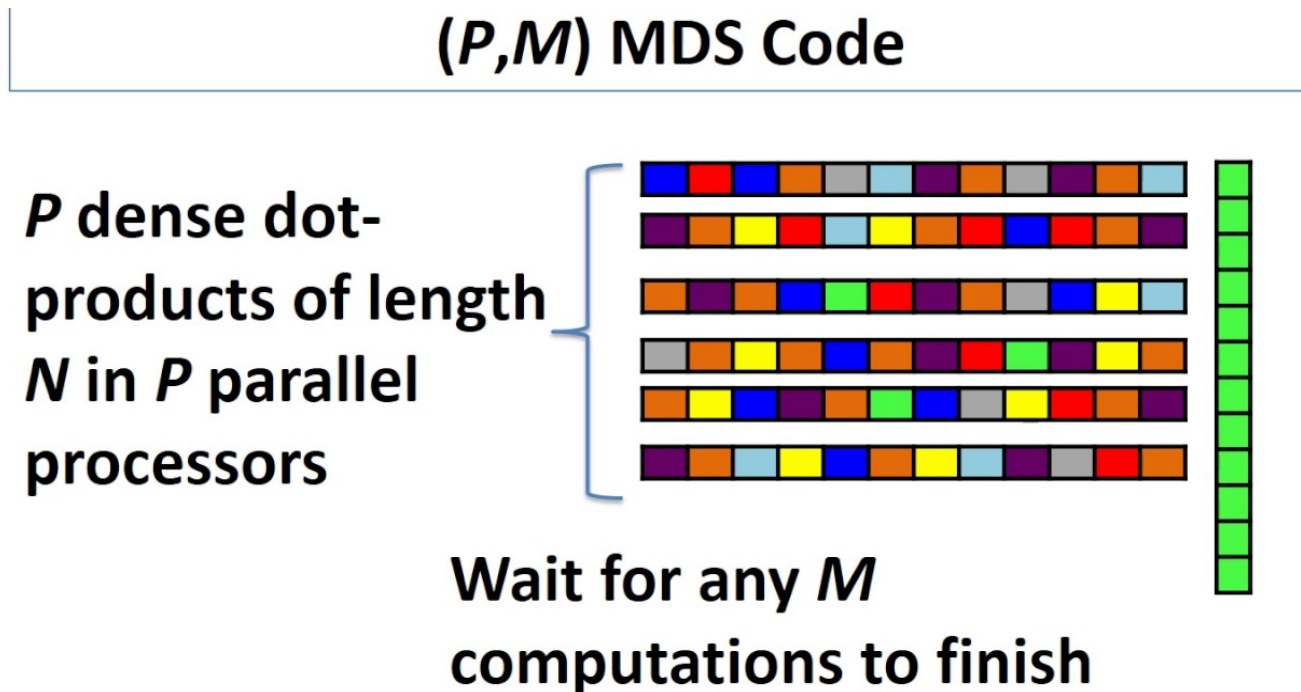 (P,M) MDS Code
P dense dot-
products of length
N in P parallel
processors
Wait for any M
computations to finish